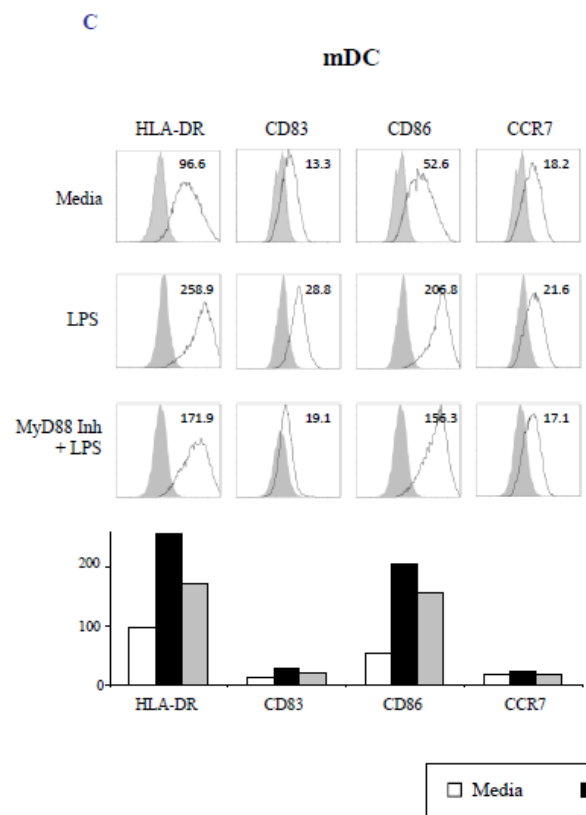 C
mDC
HLA-DR CD83 CD86 CCR7
Media 96.6 13.3 52.6 18.2
LPS 258.9 28.8 206.8 21.6
MyD88 Inh + LPS 171.9 19.1 156.3 17.1
200
100
0
HLA-DR CD83 CD86 CCR7
Media